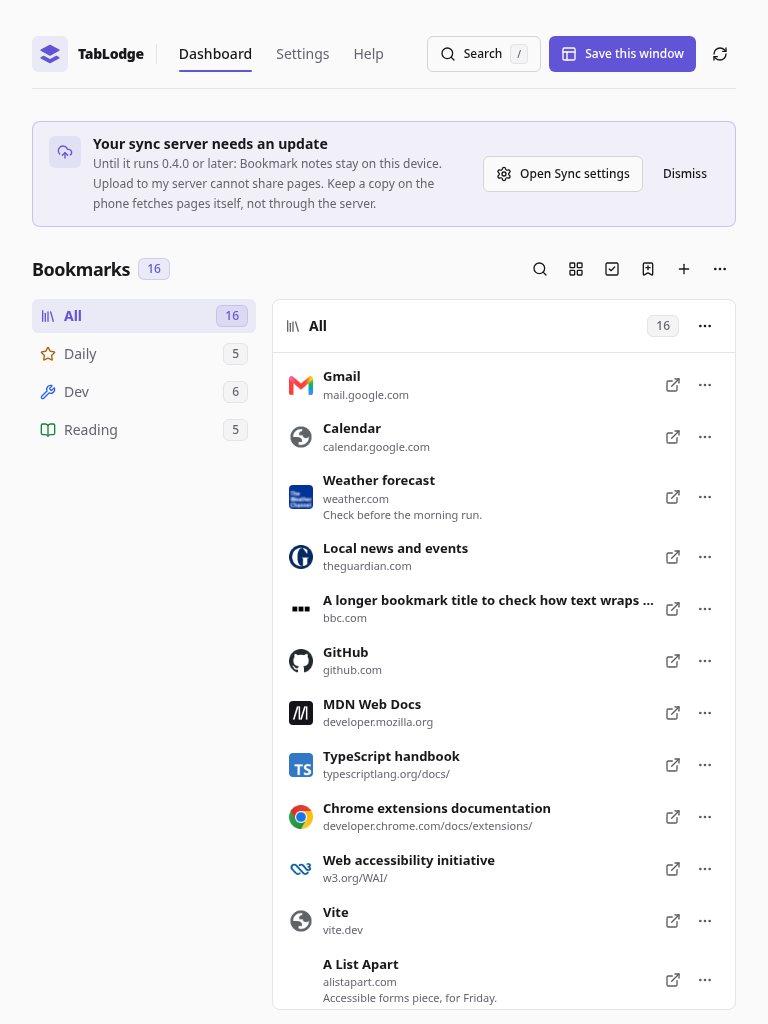 TabLodge
Dashboard
Settings
Help
Search /
Save this window
Your sync server needs an update
Until it runs 0.4.0 or later: Bookmark notes stay on this device.
Upload to my server cannot share pages. Keep a copy on the
phone fetches pages itself, not through the server.
Open Sync settings
Dismiss
Bookmarks 16
All 16
Daily 5
Dev 6
Reading 5
All 16
Gmail
mail.google.com
Calendar
calendar.google.com
The
Weather
Channel
Weather forecast
weather.com
Check before the morning run.
Local news and events
theguardian.com
A longer bookmark title to check how text wraps ...
bbc.com
GitHub
github.com
MDN Web Docs
developer.mozilla.org
TS
TypeScript handbook
typescriptlang.org/docs/
Chrome extensions documentation
developer.chrome.com/docs/extensions/
Web accessibility initiative
w3.org/WAI/
Vite
vite.dev
A List Apart
alistapart.com
Accessible forms piece, for Friday.